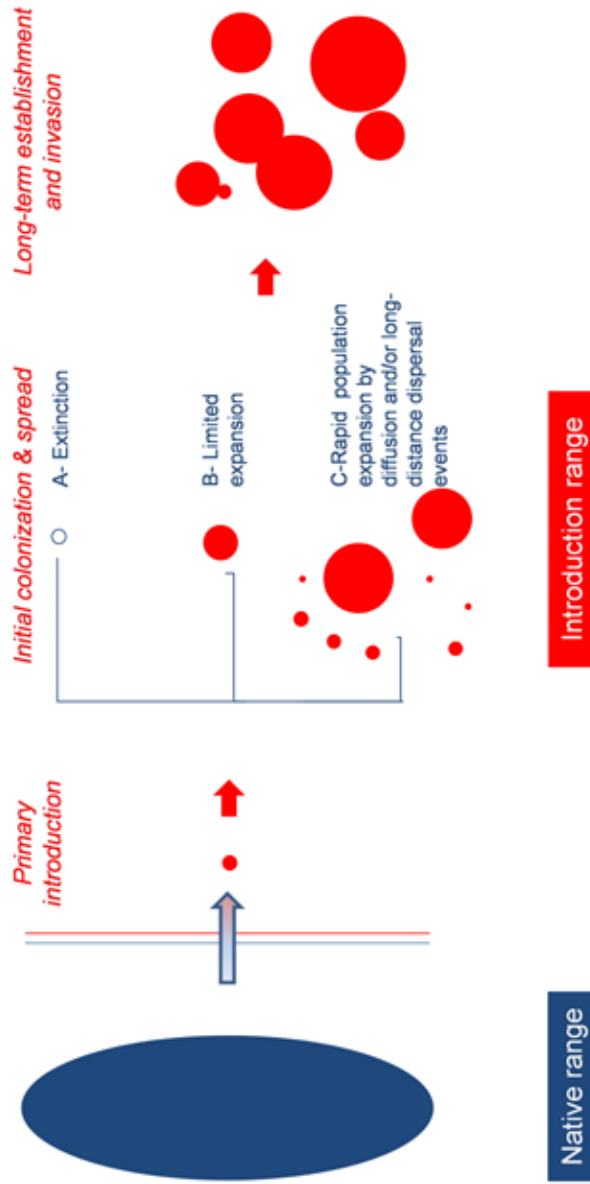 Primary
introduction
Initial colonization & spread
Long-term establishment
and invasion
A- Extinction
B- Limited
expansion
C-Rapid population
expansion by
diffusion and/or long-
distance dispersal
events
Native range
Introduction range